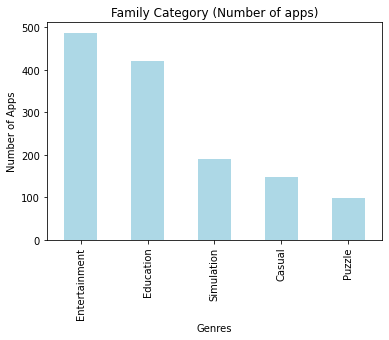 Family Category (Number of apps)
Number of Apps
500
400
300
200
100
0
Entertainment
Education
Simulation
Casual
Puzzle
Genres